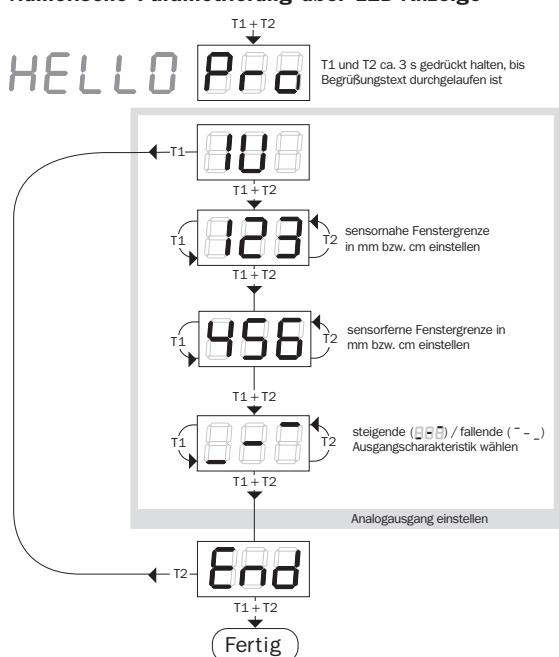 Numerische Parametrierung über LED-Anzeige
T1+T2
HELLO Pro
T1 und T2 ca. 3 s gedrückt halten, bis
Begrüßungstext durchgelaufen ist
T1
IU
T1+T2
T1
123
T2
sensornahe Fenstergrenze
in mm bzw. cm einstellen
T1+T2
T1
456
T2
sensorferne Fenstergrenze in
mm bzw. cm einstellen
T1+T2
T1
_-¯
T2
steigende (_-¯) / fallende (¯-_)
Ausgangscharakteristik wählen
T1+T2
Analogausgang einstellen
T2
End
T1+T2
Fertig